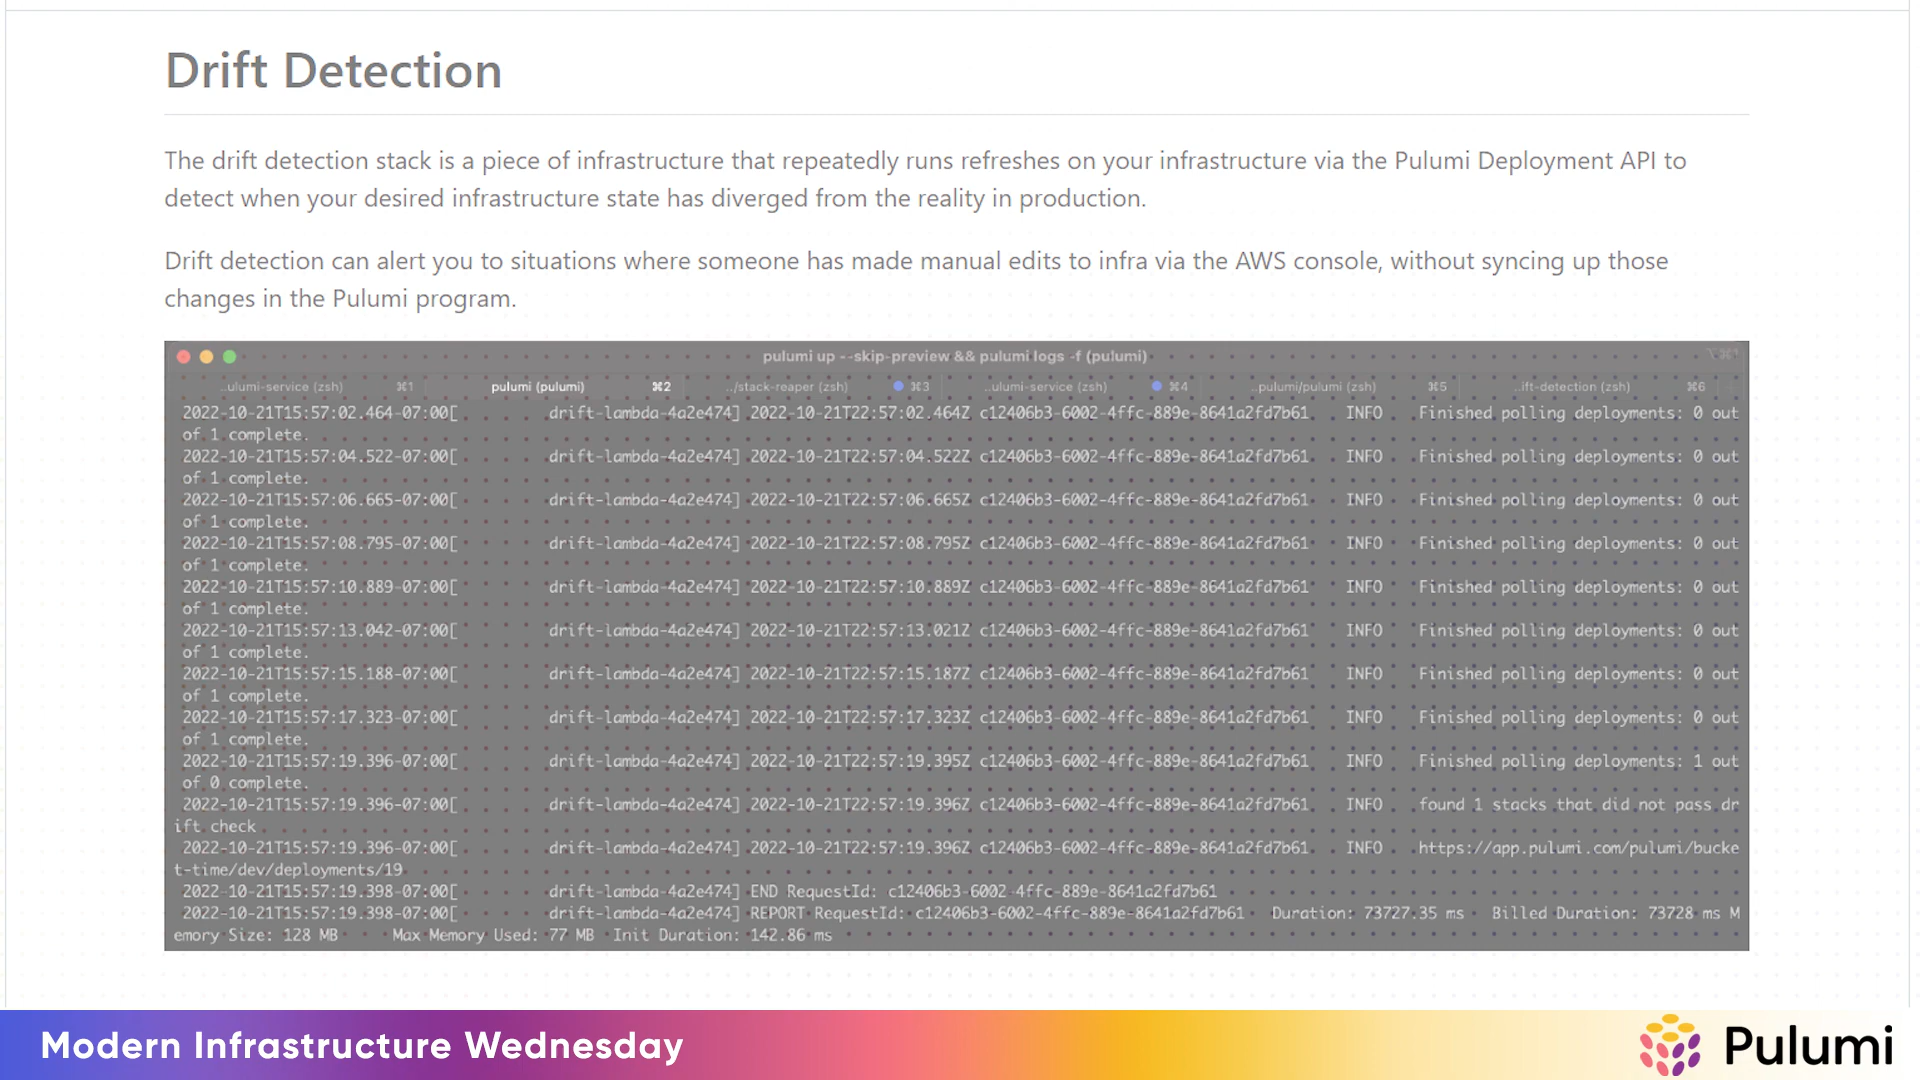 Drift Detection
The drift detection stack is a piece of infrastructure that repeatedly runs refreshes on your infrastructure via the Pulumi Deployment API to
detect when your desired infrastructure state has diverged from the reality in production.
Drift detection can alert you to situations where someone has made manual edits to infra via the AWS console, without syncing up those
changes in the Pulumi program.
pulumi up --skip-preview && pulumi logs -f (pulumi) ⌥⌘1
..ulumi-service (zsh) ⌘1 pulumi (pulumi) ⌘2 ../stack-reaper (zsh) ⌘3 ..ulumi-service (zsh) ⌘4 ..pulumi/pulumi (zsh) ⌘5 ..ift-detection (zsh) ⌘6
2022-10-21T15:57:02.464-07:00[ drift-lambda-4a2e474] 2022-10-21T22:57:02.464Z c12406b3-6002-4ffc-889e-8641a2fd7b61 INFO Finished polling deployments: 0 out
of 1 complete.
2022-10-21T15:57:04.522-07:00[ drift-lambda-4a2e474] 2022-10-21T22:57:04.522Z c12406b3-6002-4ffc-889e-8641a2fd7b61 INFO Finished polling deployments: 0 out
of 1 complete.
2022-10-21T15:57:06.665-07:00[ drift-lambda-4a2e474] 2022-10-21T22:57:06.665Z c12406b3-6002-4ffc-889e-8641a2fd7b61 INFO Finished polling deployments: 0 out
of 1 complete.
2022-10-21T15:57:08.795-07:00[ drift-lambda-4a2e474] 2022-10-21T22:57:08.795Z c12406b3-6002-4ffc-889e-8641a2fd7b61 INFO Finished polling deployments: 0 out
of 1 complete.
2022-10-21T15:57:10.889-07:00[ drift-lambda-4a2e474] 2022-10-21T22:57:10.889Z c12406b3-6002-4ffc-889e-8641a2fd7b61 INFO Finished polling deployments: 0 out
of 1 complete.
2022-10-21T15:57:13.042-07:00[ drift-lambda-4a2e474] 2022-10-21T22:57:13.021Z c12406b3-6002-4ffc-889e-8641a2fd7b61 INFO Finished polling deployments: 0 out
of 1 complete.
2022-10-21T15:57:15.188-07:00[ drift-lambda-4a2e474] 2022-10-21T22:57:15.187Z c12406b3-6002-4ffc-889e-8641a2fd7b61 INFO Finished polling deployments: 0 out
of 1 complete.
2022-10-21T15:57:17.323-07:00[ drift-lambda-4a2e474] 2022-10-21T22:57:17.323Z c12406b3-6002-4ffc-889e-8641a2fd7b61 INFO Finished polling deployments: 0 out
of 1 complete.
2022-10-21T15:57:19.396-07:00[ drift-lambda-4a2e474] 2022-10-21T22:57:19.395Z c12406b3-6002-4ffc-889e-8641a2fd7b61 INFO Finished polling deployments: 1 out
of 0 complete.
2022-10-21T15:57:19.396-07:00[ drift-lambda-4a2e474] 2022-10-21T22:57:19.396Z c12406b3-6002-4ffc-889e-8641a2fd7b61 INFO found 1 stacks that did not pass dr
ift check
2022-10-21T15:57:19.396-07:00[ drift-lambda-4a2e474] 2022-10-21T22:57:19.396Z c12406b3-6002-4ffc-889e-8641a2fd7b61 INFO https://app.pulumi.com/pulumi/bucke
t-time/dev/deployments/19
2022-10-21T15:57:19.398-07:00[ drift-lambda-4a2e474] END RequestId: c12406b3-6002-4ffc-889e-8641a2fd7b61
2022-10-21T15:57:19.398-07:00[ drift-lambda-4a2e474] REPORT RequestId: c12406b3-6002-4ffc-889e-8641a2fd7b61 Duration: 73727.35 ms Billed Duration: 73728 ms M
emory Size: 128 MB Max Memory Used: 77 MB Init Duration: 142.86 ms
Modern Infrastructure Wednesday
Pulumi